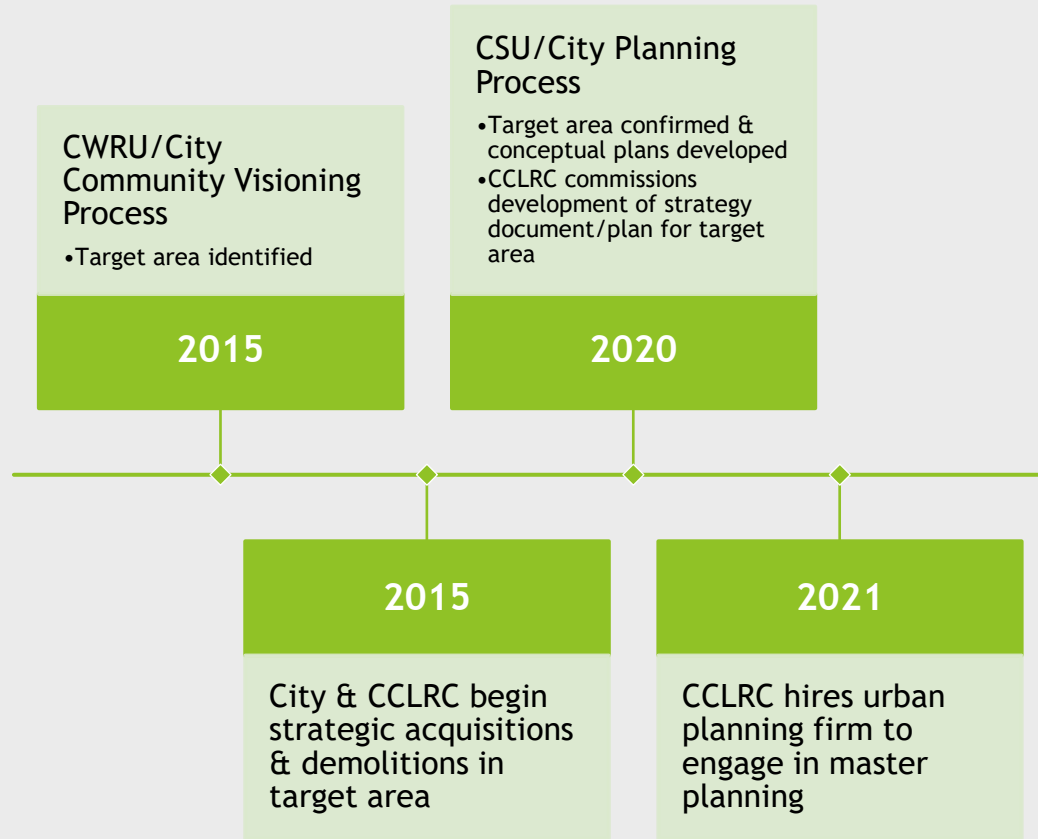 CWRU/City
Community Visioning
Process
•Target area identified
2015
CSU/City Planning
Process
•Target area confirmed &
conceptual plans developed
•CCLRC commissions
development of strategy
document/plan for target
area
2020
2015
City & CCLRC begin
strategic acquisitions
& demolitions in
target area
2021
CCLRC hires urban
planning firm to
engage in master
planning